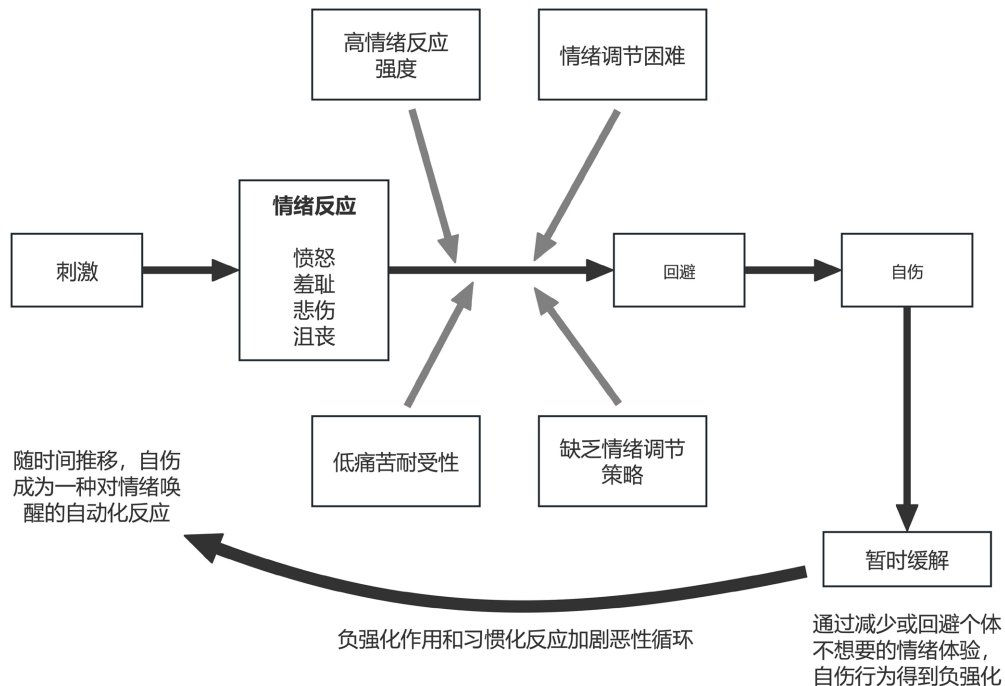 高情绪反应
强度
情绪调节困难
刺激
情绪反应
愤怒
羞耻
悲伤
沮丧
回避
自伤
低痛苦耐受性
缺乏情绪调节
策略
随时间推移，自伤
成为一种对情绪唤
醒的自动化反应
暂时缓解
负强化作用和习惯化反应加剧恶性循环
通过减少或回避个体
不想要的情绪体验，
自伤行为得到负强化